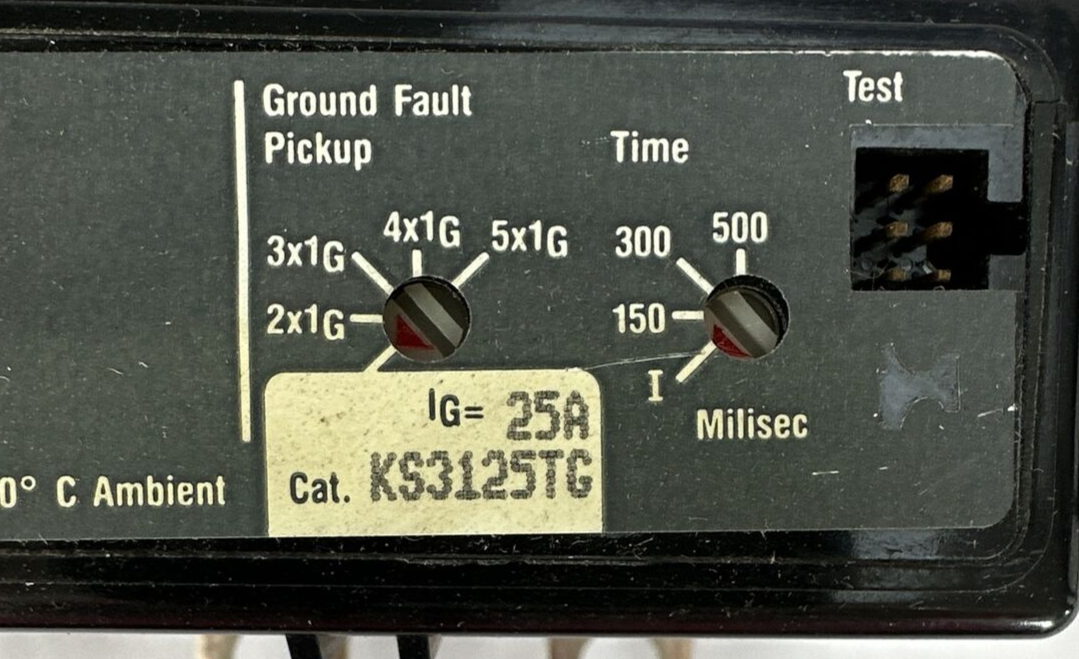 Ground Fault
Pickup
Time
Test
3x1G
4x1G
5x1G
2x1G
300
500
150
I
Milisec
IG= 25A
Cat. KS3125TG
0° C Ambient